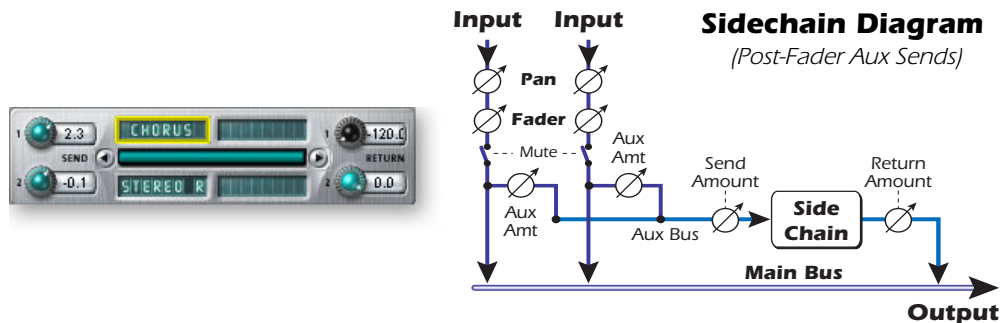 1
2.3
CHORUS
1
-120.0
SEND
RETURN
2
-0.1
STEREO R
2
0.0
Input
Input
Sidechain Diagram
(Post-Fader Aux Sends)
Pan
Fader
Mute
Aux
Amt
Aux
Amt
Send
Amount
Return
Amount
Side
Chain
Aux Bus
Main Bus
Output